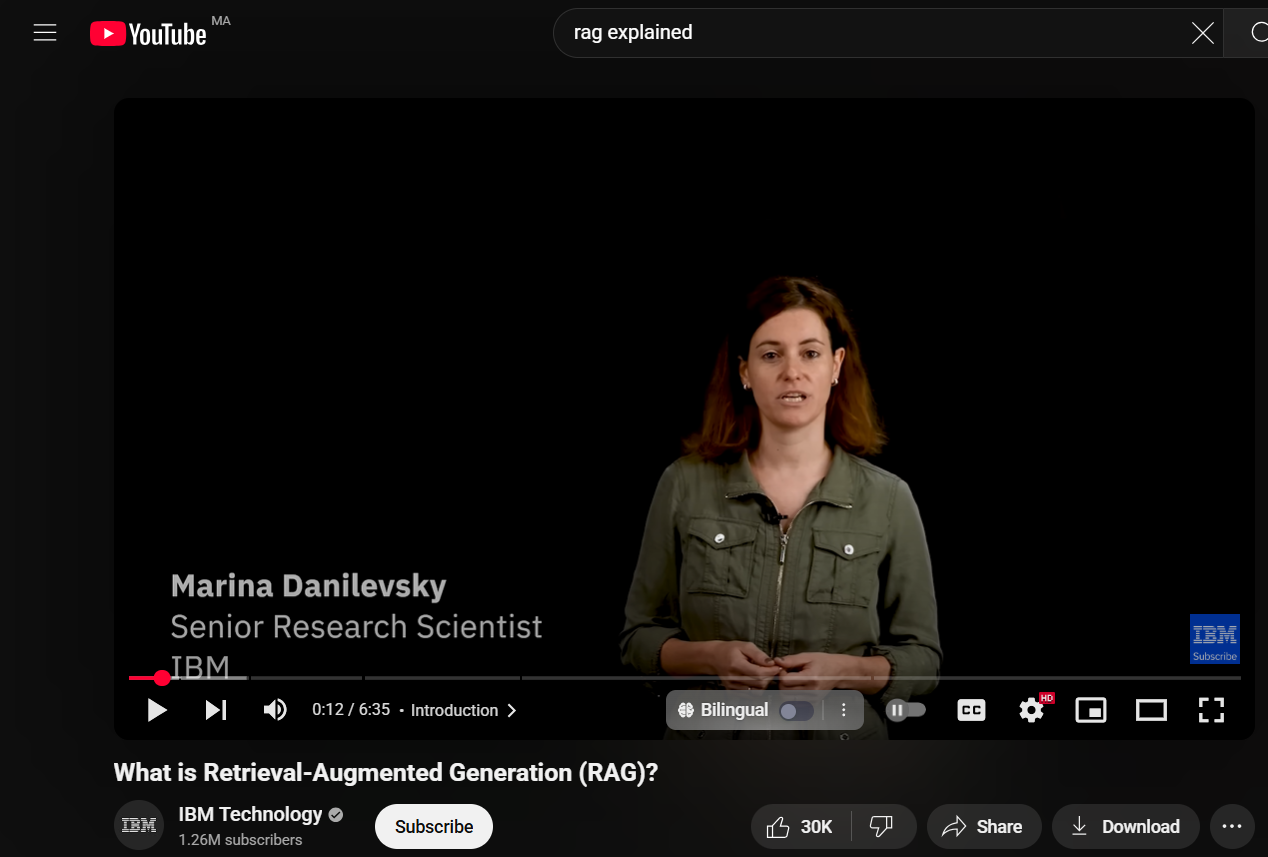 YouTube MA
rag explained
Marina Danilevsky
Senior Research Scientist
IBM
IBM
Subscribe
0:12 / 6:35 • Introduction
Bilingual
CC
HD
What is Retrieval-Augmented Generation (RAG)?
IBM
IBM Technology
1.26M subscribers
Subscribe
30K
Share
Download